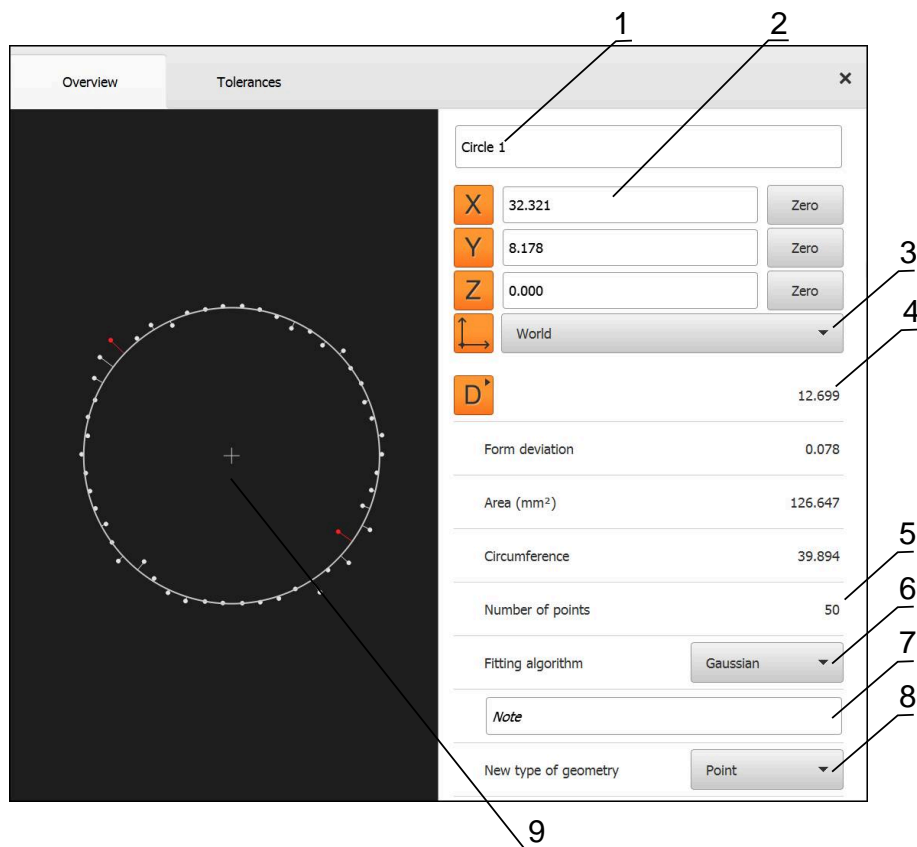 1 2
Overview Tolerances ×
Circle 1
X 32.321 Zero
Y 8.178 Zero
3
Z 0.000 Zero
4
World
D 12.699
Form deviation 0.078
Area (mm²) 126.647
5
Circumference 39.894
6
Number of points 50
7
Fitting algorithm Gaussian
8
Note
New type of geometry Point
9